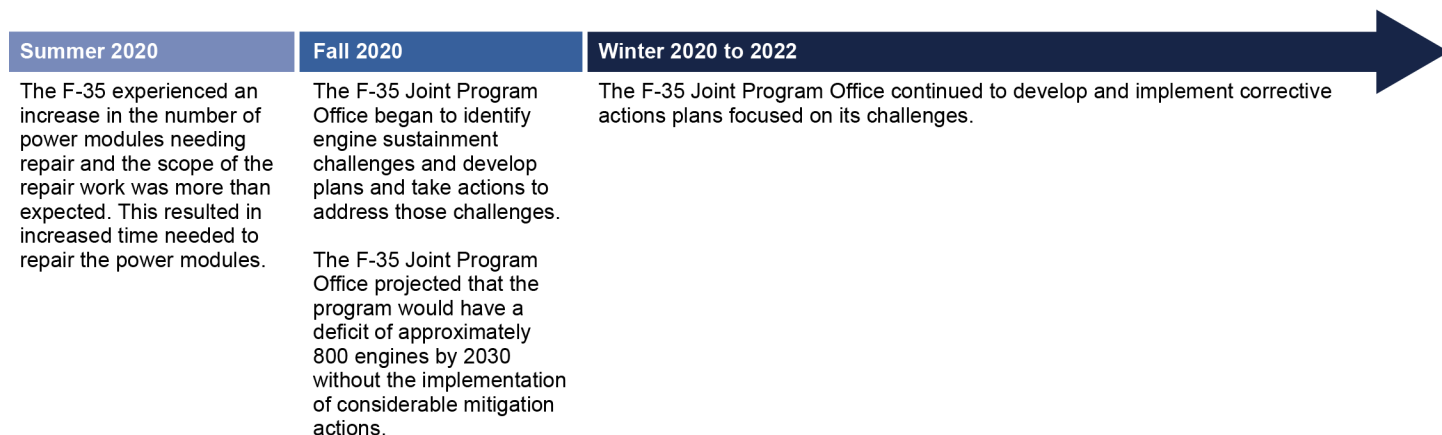 Summer 2020
The F-35 experienced an
increase in the number of
power modules needing
repair and the scope of the
repair work was more than
expected. This resulted in
increased time needed to
repair the power modules.
Fall 2020
The F-35 Joint Program
Office began to identify
engine sustainment
challenges and develop
plans and take actions to
address those challenges.
The F-35 Joint Program
Office projected that the
program would have a
deficit of approximately
800 engines by 2030
without the implementation
of considerable mitigation
actions.
Winter 2020 to 2022
The F-35 Joint Program Office continued to develop and implement corrective
actions plans focused on its challenges.